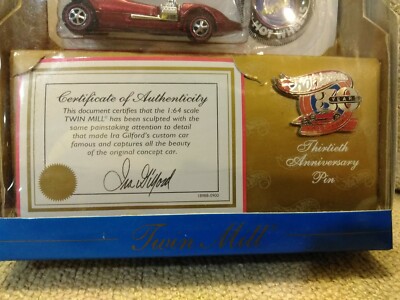 Certificate of Authenticity
This document certifies that the 1:64 scale
TWIN MILL® has been sculpted with the
same painstaking attention to detail
that made Ira Gilford's custom car
famous and captures all the beauty
of the original concept car.
Ira Gilford
30
YEARS
Thirtieth
Anniversary
Pin
Twin Mill